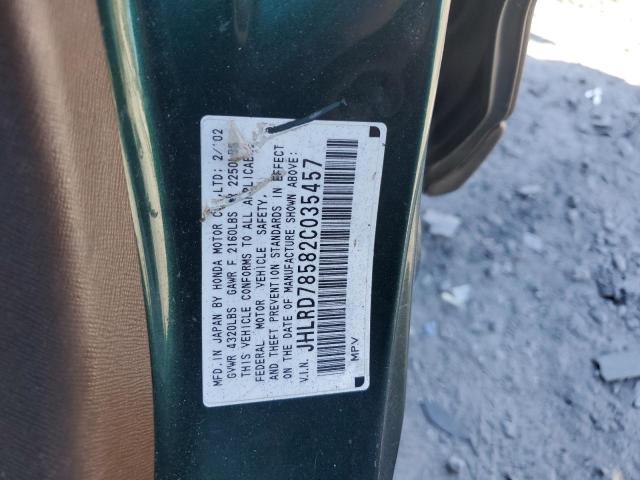 MFD. IN JAPAN BY HONDA MOTOR CO.,LTD; 2/'02
GVWR 4320LBS GAWR F 2160LBS R 2250LBS
THIS VEHICLE CONFORMS TO ALL APPLICABLE
FEDERAL MOTOR VEHICLE SAFETY,
AND THEFT PREVENTION STANDARDS IN EFFECT
ON THE DATE OF MANUFACTURE SHOWN ABOVE:
V.I.N. JHLRD78582C035457
MPV